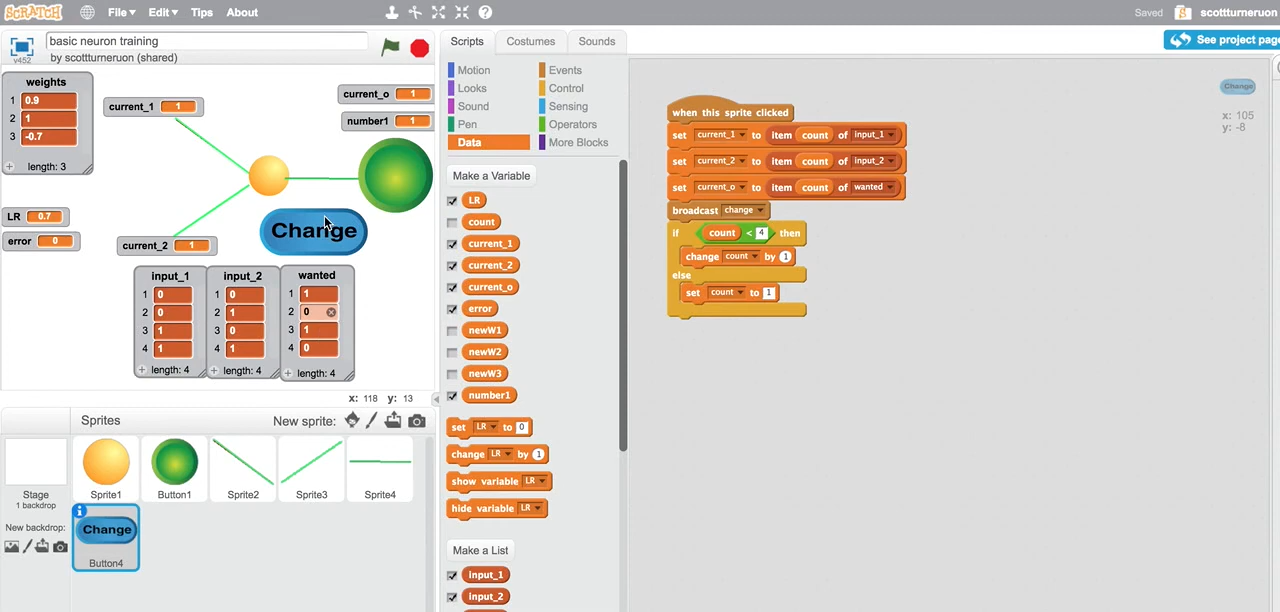 SCRATCH File▼ Edit▼ Tips About Saved scottturneruon
v452 basic neuron training
by scottturneruon (shared)
See project page
weights
1 0.9
2 1
3 -0.7
+ length: 3
current_1 1
current_o 1
number1 1
LR 0.7
error 0
Change
current_2 1
input_1
1 0
2 0
3 1
4 1
+ length: 4
input_2
1 0
2 1
3 0
4 1
+ length: 4
wanted
1 1
2 0
3 1
4 0
+ length: 4
x: 118 y: 13
Sprites New sprite:
Stage
1 backdrop
New backdrop:
Sprite1
Button1
Sprite2
Sprite3
Sprite4
Change
Button4
Scripts Costumes Sounds
Motion Events
Looks Control
Sound Sensing
Pen Operators
Data More Blocks
Make a Variable
LR
count
current_1
current_2
current_o
error
newW1
newW2
newW3
number1
set LR to 0
change LR by 1
show variable LR
hide variable LR
Make a List
input_1
input_2
when this sprite clicked
set current_1 to item count of input_1
set current_2 to item count of input_2
set current_o to item count of wanted
broadcast change
if count < 4 then
change count by 1
else
set count to 1
Change
x: 105
y: -8